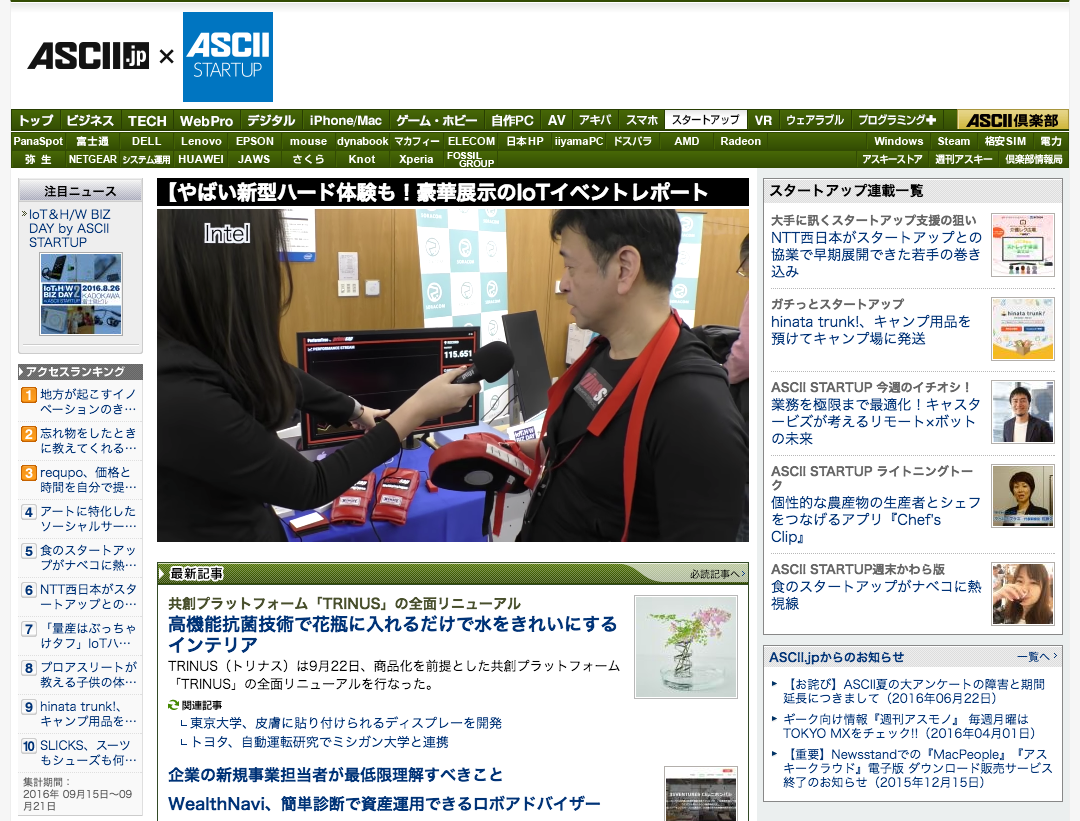 ASCII.jp × ASCII STARTUP
トップ ビジネス TECH WebPro デジタル iPhone/Mac ゲーム・ホビー 自作PC AV アキバ スマホ スタートアップ VR ウェアラブル プログラミング+ ASCII倶楽部
PanaSpot 富士通 DELL Lenovo EPSON mouse dynabook マカフィー ELECOM 日本HP iiyamaPC ドスパラ AMD Radeon Windows Steam 格安SIM 電力
弥生 NETGEAR システム運用 HUAWEI JAWS さくら Knot Xperia FOSSIL GROUP アスキーストア 週刊アスキー 倶楽部情報局
注目ニュース
IoT&H/W BIZ
DAY by ASCII
STARTUP
IoT&H/W
BIZ DAY 2
by ASCII STARTUP
2016.8.26
KADOKAWA
富士見ビル
アクセスランキング
1 地方が起こすイノ
ベーションのき…
2 忘れ物をしたとき
に教えてくれる…
3 requpo、価格と
時間を自分で提…
4 アートに特化した
ソーシャルサー…
5 食のスタートアッ
プがナベコに熱…
6 NTT西日本がスタ
ートアップとの…
7 「量産はぶっちゃ
けタフ」IoTハ…
8 プロアスリートが
教える子供の体…
9 hinata trunk!、
キャンプ用品を…
10 SLICKS、スーツ
もシューズも何…
集計期間：
2016年 09月15日〜09
月21日
【やばい新型ハード体験も！豪華展示のIoTイベントレポート
Intel
PERFORMANCE STREAM
115.651
最新記事
必読記事へ
共創プラットフォーム「TRINUS」の全面リニューアル
高機能抗菌技術で花瓶に入れるだけで水をきれいにする
インテリア
TRINUS（トリナス）は9月22日、商品化を前提とした共創プラットフォーム
「TRINUS」の全面リニューアルを行なった。
関連記事
東京大学、皮膚に貼り付けられるディスプレーを開発
トヨタ、自動運転研究でミシガン大学と連携
企業の新規事業担当者が最低限理解すべきこと
WealthNavi、簡単診断で資産運用できるロボアドバイザー
スタートアップ連載一覧
大手に訊くスタートアップ支援の狙い
NTT西日本がスタートアップとの
協業で早期展開できた若手の巻き
込み
ガチっとスタートアップ
hinata trunk!、キャンプ用品を
預けてキャンプ場に発送
hinata trunk!
ASCII STARTUP 今週のイチオシ！
業務を極限まで最適化！キャスタ
ービズが考えるリモート×ボット
の未来
ASCII STARTUP ライトニングトー
ク
個性的な農産物の生産者とシェフ
をつなげるアプリ『Chef's
Clip』
ASCII STARTUP週末かわら版
食のスタートアップがナベコに熱
視線
ASCII.jpからのお知らせ
一覧へ
【お詫び】ASCII夏の大アンケートの障害と期間
延長につきまして（2016年06月22日）
ギーク向け情報『週刊アスモノ』 毎週月曜は
TOKYO MXをチェック!!（2016年04月01日）
【重要】Newsstandでの『MacPeople』『アス
キークラウド』電子版 ダウンロード販売サービス
終了のお知らせ（2015年12月15日）